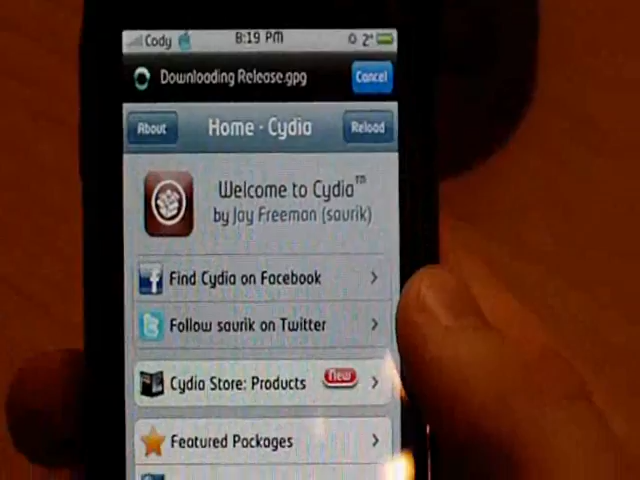 Cody 8:19 PM 2°
Downloading Release.gpg Cancel
About Home - Cydia Reload
Welcome to Cydia™
by Jay Freeman (saurik)
Find Cydia on Facebook
Follow saurik on Twitter
Cydia Store: Products New
Featured Packages